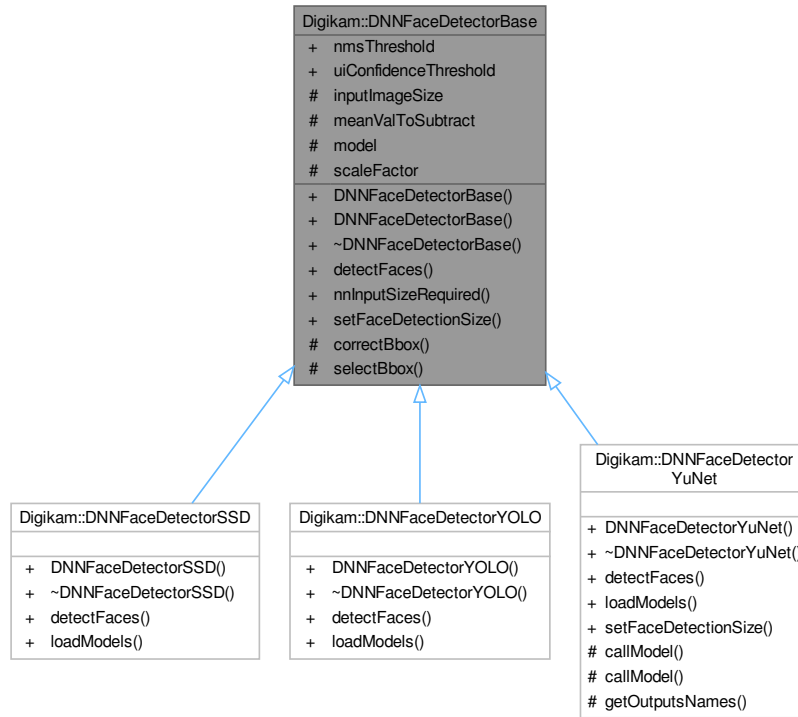 Digikam::DNNFaceDetectorBase
+ nmsThreshold
+ uiConfidenceThreshold
# inputImageSize
# meanValToSubtract
# model
# scaleFactor
+ DNNFaceDetectorBase()
+ DNNFaceDetectorBase()
+ ~DNNFaceDetectorBase()
+ detectFaces()
+ nnInputSizeRequired()
+ setFaceDetectionSize()
# correctBbox()
# selectBbox()
Digikam::DNNFaceDetectorSSD
+ DNNFaceDetectorSSD()
+ ~DNNFaceDetectorSSD()
+ detectFaces()
+ loadModels()
Digikam::DNNFaceDetectorYOLO
+ DNNFaceDetectorYOLO()
+ ~DNNFaceDetectorYOLO()
+ detectFaces()
+ loadModels()
Digikam::DNNFaceDetector
YuNet
+ DNNFaceDetectorYuNet()
+ ~DNNFaceDetectorYuNet()
+ detectFaces()
+ loadModels()
+ setFaceDetectionSize()
# callModel()
# callModel()
# getOutputsNames()